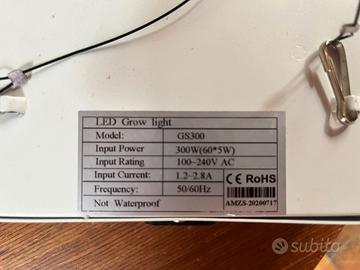 LED Grow light
Model: GS300
Input Power 300W(60*5W)
Input Rating 100~240V AC
Input Current: 1.2~2.8A
Frequency: 50/60Hz
Not Waterproof
CE RoHS
AMZS-20200717
subito